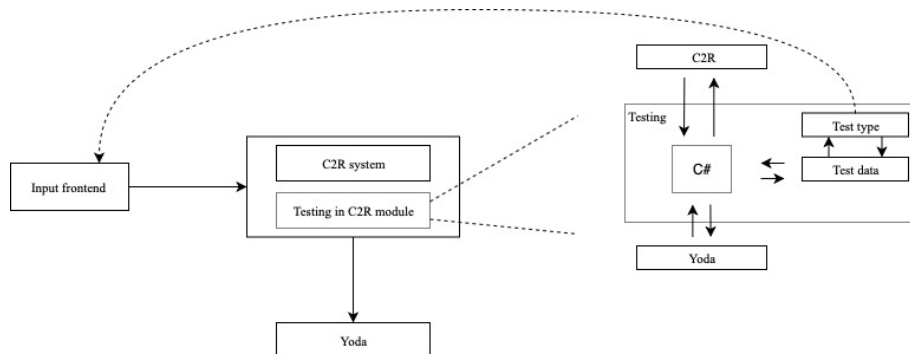 C2R
Testing
Test type
C2R system
C#
Test data
Input frontend
Testing in C2R module
Yoda
Yoda